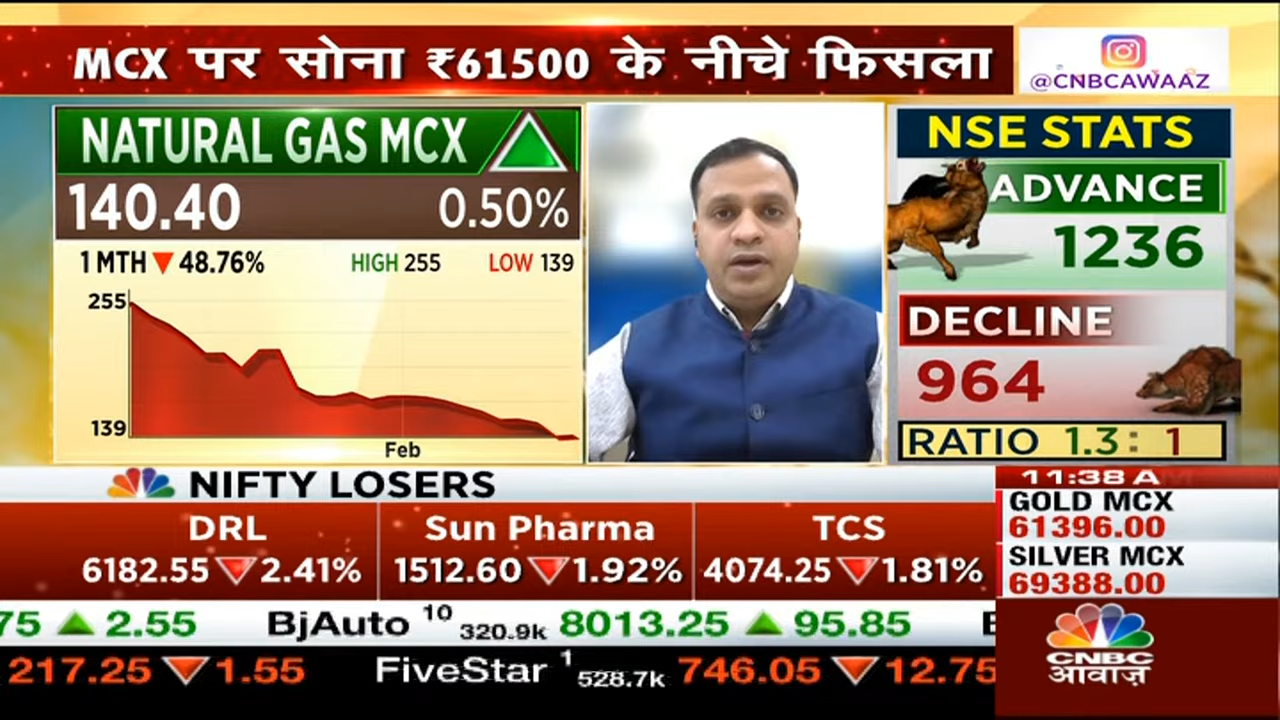 MCX पर सोना ₹61500 के नीचे फिसला
@CNBCAWAAZ
NATURAL GAS MCX
140.40 0.50%
1 MTH 48.76% HIGH 255 LOW 139
255
139
Feb
NSE STATS
ADVANCE
1236
DECLINE
964
RATIO 1.3 : 1
NIFTY LOSERS
DRL
6182.55 2.41%
Sun Pharma
1512.60 1.92%
TCS
4074.25 1.81%
11:38 A
GOLD MCX
61396.00
SILVER MCX
69388.00
75 2.55 BjAuto 10 320.9k 8013.25 95.85
217.25 1.55 FiveStar 1 528.7k 746.05 12.75
CNBC
आवाज़